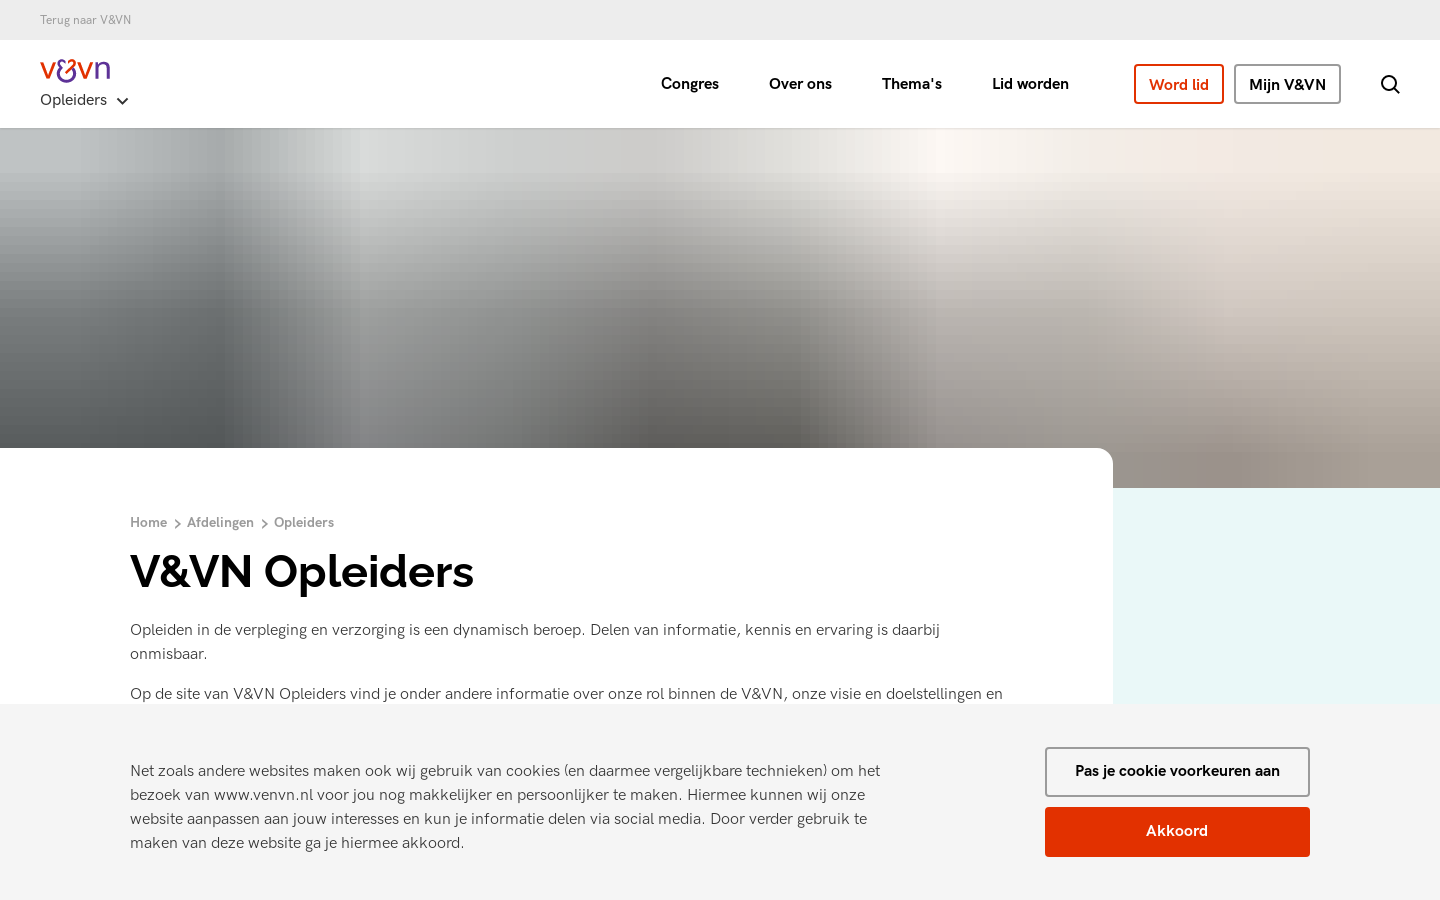 Terug naar V&VN
v&vn
Opleiders
Congres
Over ons
Thema's
Lid worden
Word lid
Mijn V&VN
Home
Afdelingen
Opleiders
V&VN Opleiders
Opleiden in de verpleging en verzorging is een dynamisch beroep. Delen van informatie, kennis en ervaring is daarbij
onmisbaar.
Op de site van V&VN Opleiders vind je onder andere informatie over onze rol binnen de V&VN, onze visie en doelstellingen en
Net zoals andere websites maken ook wij gebruik van cookies (en daarmee vergelijkbare technieken) om het
bezoek van www.venvn.nl voor jou nog makkelijker en persoonlijker te maken. Hiermee kunnen wij onze
website aanpassen aan jouw interesses en kun je informatie delen via social media. Door verder gebruik te
maken van deze website ga je hiermee akkoord.
Pas je cookie voorkeuren aan
Akkoord